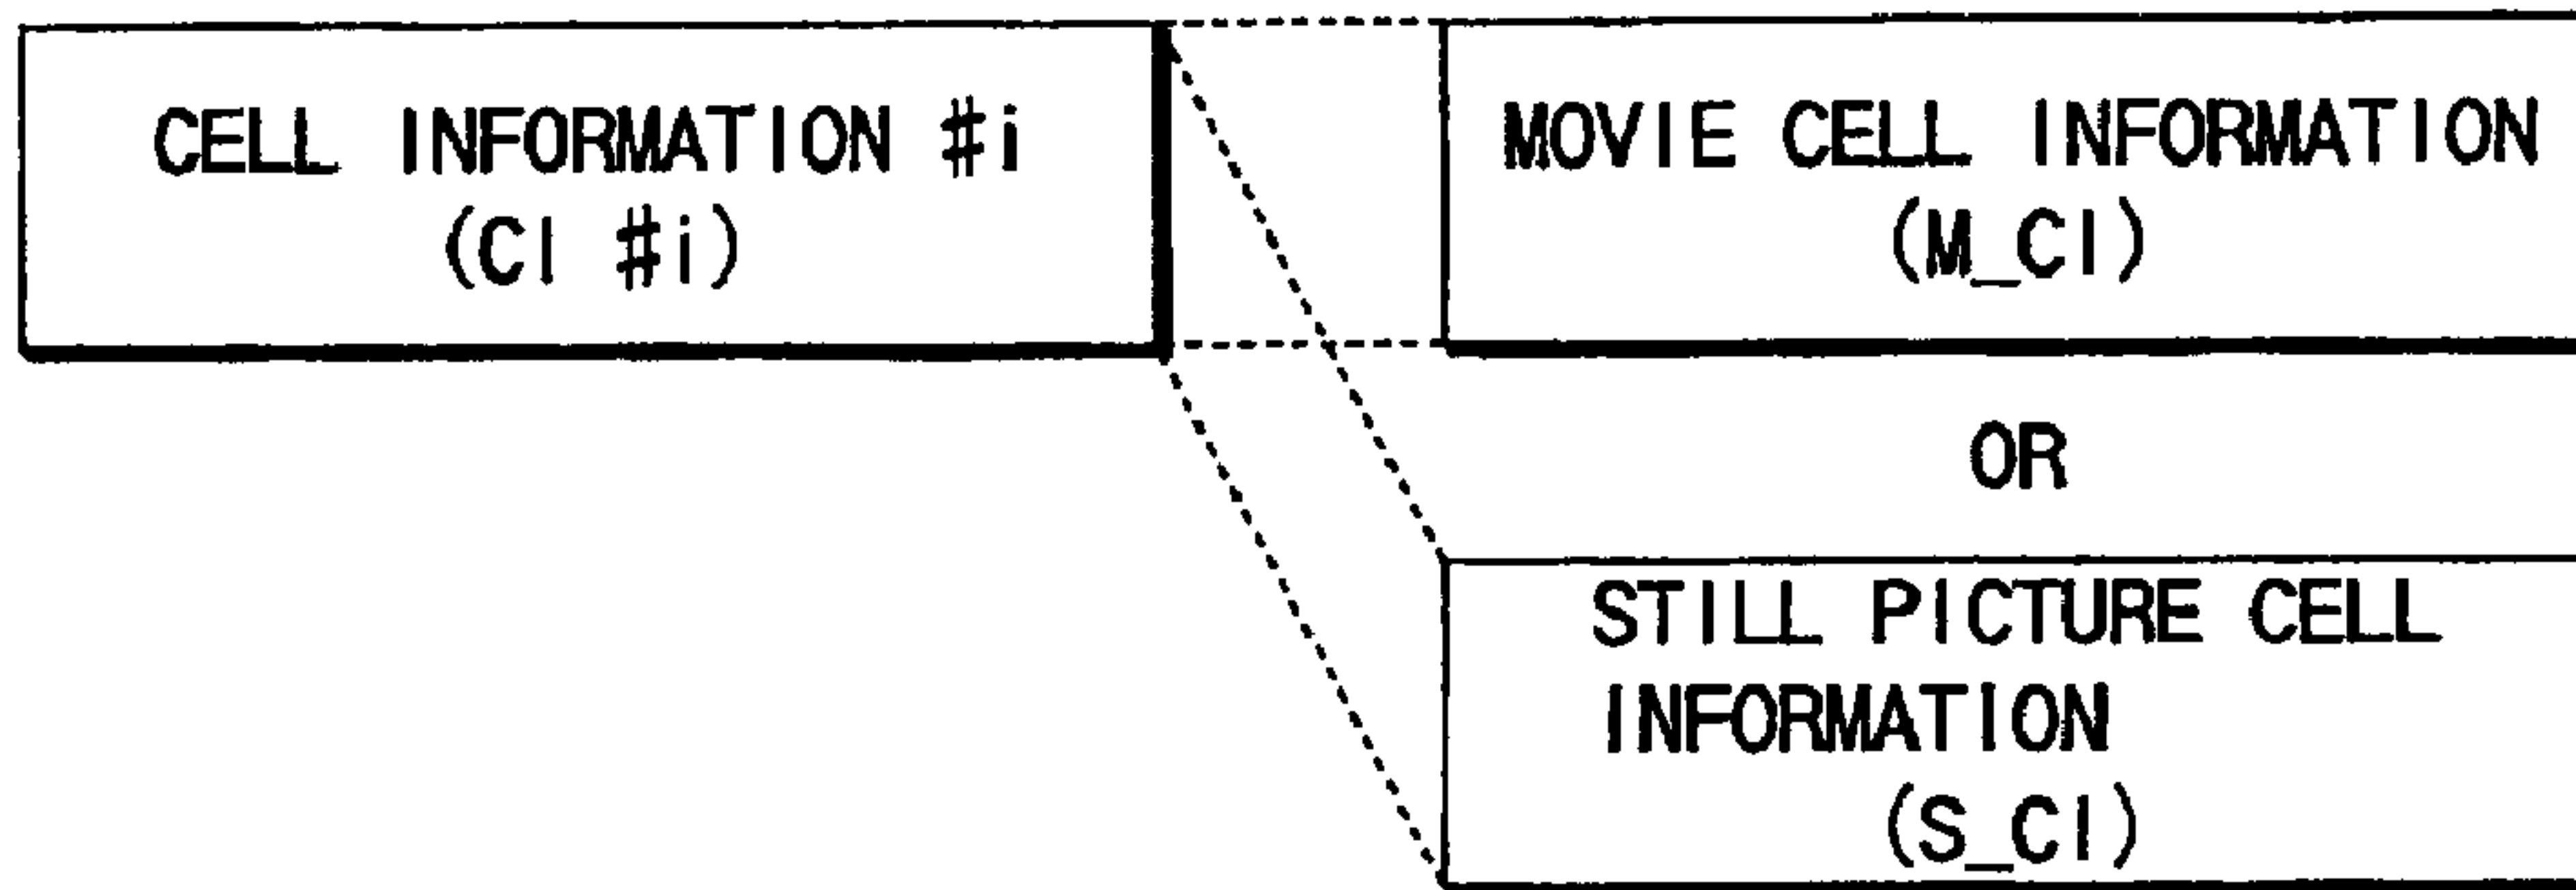 CELL INFORMATION #i
(CI #i)
MOVIE CELL INFORMATION
(M_CI)
OR
STILL PICTURE CELL
INFORMATION
(S_CI)